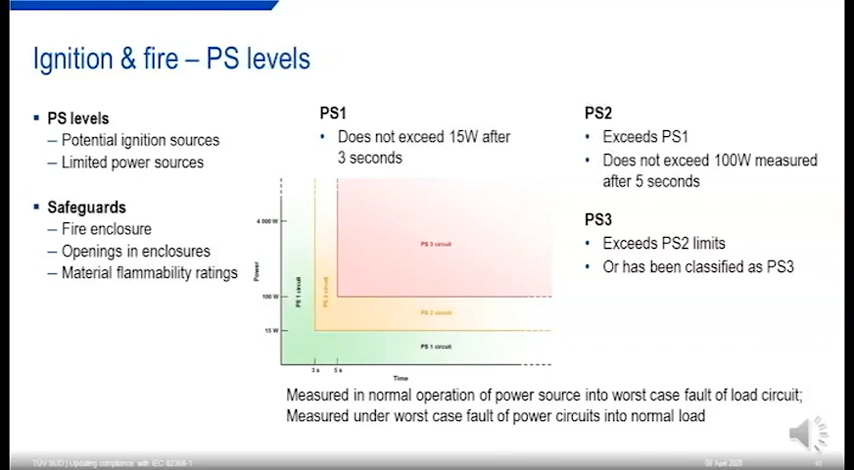 Ignition & fire – PS levels
▪ PS levels
– Potential ignition sources
– Limited power sources
▪ Safeguards
– Fire enclosure
– Openings in enclosures
– Material flammability ratings
PS1
• Does not exceed 15W after
3 seconds
PS2
• Exceeds PS1
• Does not exceed 100W measured
after 5 seconds
PS3
• Exceeds PS2 limits
• Or has been classified as PS3
4 000 W
100 W
15 W
Power
PS 1 circuit
PS 2 circuit
PS 3 circuit
PS 2 circuit
PS 1 circuit
3 s
5 s
Time
Measured in normal operation of power source into worst case fault of load circuit;
Measured under worst case fault of power circuits into normal load
TÜV SÜD | Updating compliance with IEC 62368-1
April 2020